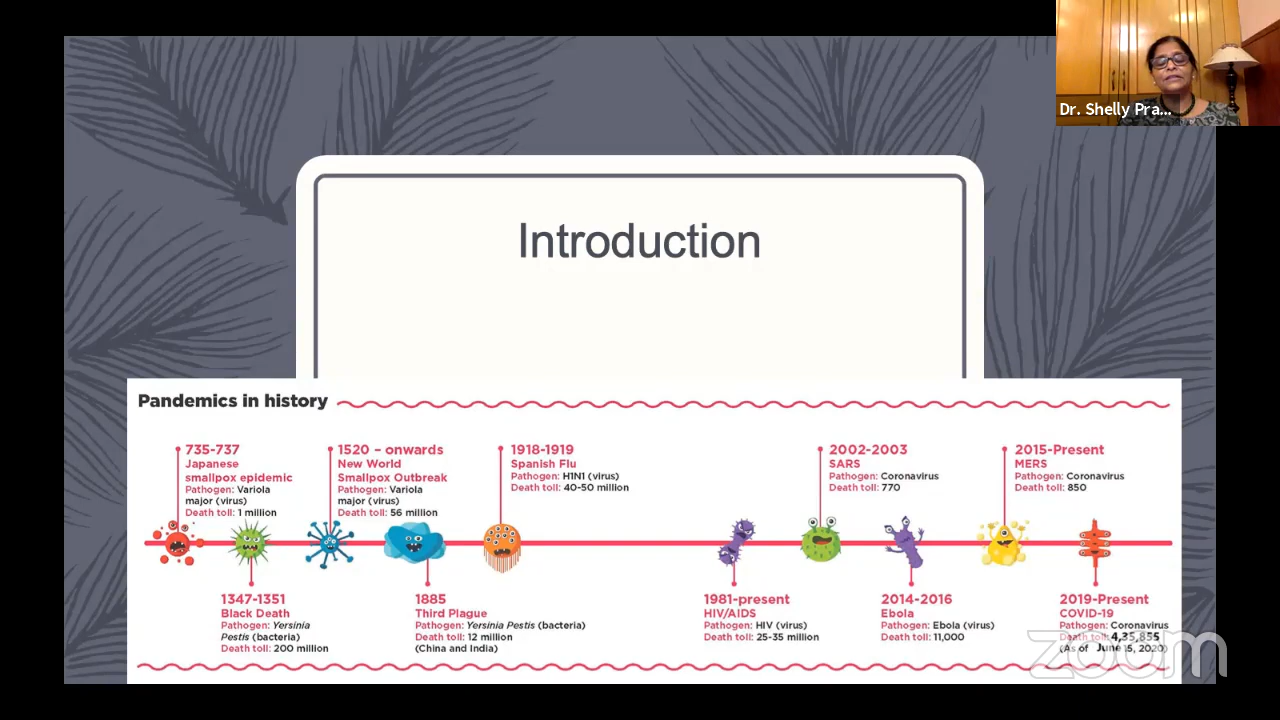 Dr. Shelly Pra...
Introduction
Pandemics in history
735-737
Japanese
smallpox epidemic
Pathogen: Variola
major (virus)
Death toll: 1 million
1520 – onwards
New World
Smallpox Outbreak
Pathogen: Variola
major (virus)
Death toll: 56 million
1918-1919
Spanish Flu
Pathogen: H1N1 (virus)
Death toll: 40-50 million
2002-2003
SARS
Pathogen: Coronavirus
Death toll: 770
2015-Present
MERS
Pathogen: Coronavirus
Death toll: 850
1347-1351
Black Death
Pathogen: Yersinia
Pestis (bacteria)
Death toll: 200 million
1885
Third Plague
Pathogen: Yersinia Pestis (bacteria)
Death toll: 12 million
(China and India)
1981-present
HIV/AIDS
Pathogen: HIV (virus)
Death toll: 25-35 million
2014-2016
Ebola
Pathogen: Ebola (virus)
Death toll: 11,000
2019-Present
COVID-19
Pathogen: Coronavirus
Death toll: 4,35,855
(As of June 15, 2020)
zoom